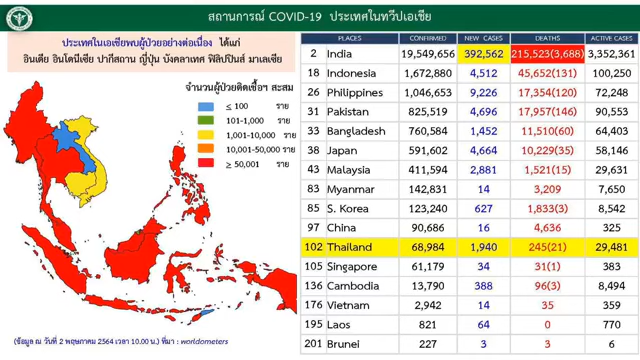 สถานการณ์ COVID-19 ประเทศในทวีปเอเชีย
ประเทศในเอเชียพบผู้ป่วยอย่างต่อเนื่อง ได้แก่
อินเดีย อินโดนีเซีย ปากีสถาน ญี่ปุ่น บังคลาเทศ ฟิลิปปินส์ มาเลเซีย
จำนวนผู้ป่วยติดเชื้อฯ สะสม
≤ 100 ราย
101-1,000 ราย
1,001-10,000 ราย
10,001-50,000 ราย
≥ 50,001 ราย
(ข้อมูล ณ วันที่ 2 พฤษภาคม 2564 เวลา 10.00 น.) ที่มา : worldometers
PLACES CONFIRMED NEW CASES DEATHS ACTIVE CASES
2 India 19,549,656 392,562 215,523(3,688) 3,352,361
18 Indonesia 1,672,880 4,512 45,652(131) 100,250
26 Philippines 1,046,653 9,226 17,354(120) 72,248
31 Pakistan 825,519 4,696 17,957(146) 90,553
33 Bangladesh 760,584 1,452 11,510(60) 64,403
38 Japan 591,602 4,664 10,229(35) 58,146
43 Malaysia 411,594 2,881 1,521(15) 29,631
83 Myanmar 142,831 14 3,209 7,650
85 S. Korea 123,240 627 1,833(3) 8,542
97 China 90,686 16 4,636 325
102 Thailand 68,984 1,940 245(21) 29,481
105 Singapore 61,179 34 31(1) 383
136 Cambodia 13,790 388 96(3) 8,494
176 Vietnam 2,942 14 35 359
195 Laos 821 64 0 770
201 Brunei 227 3 3 6